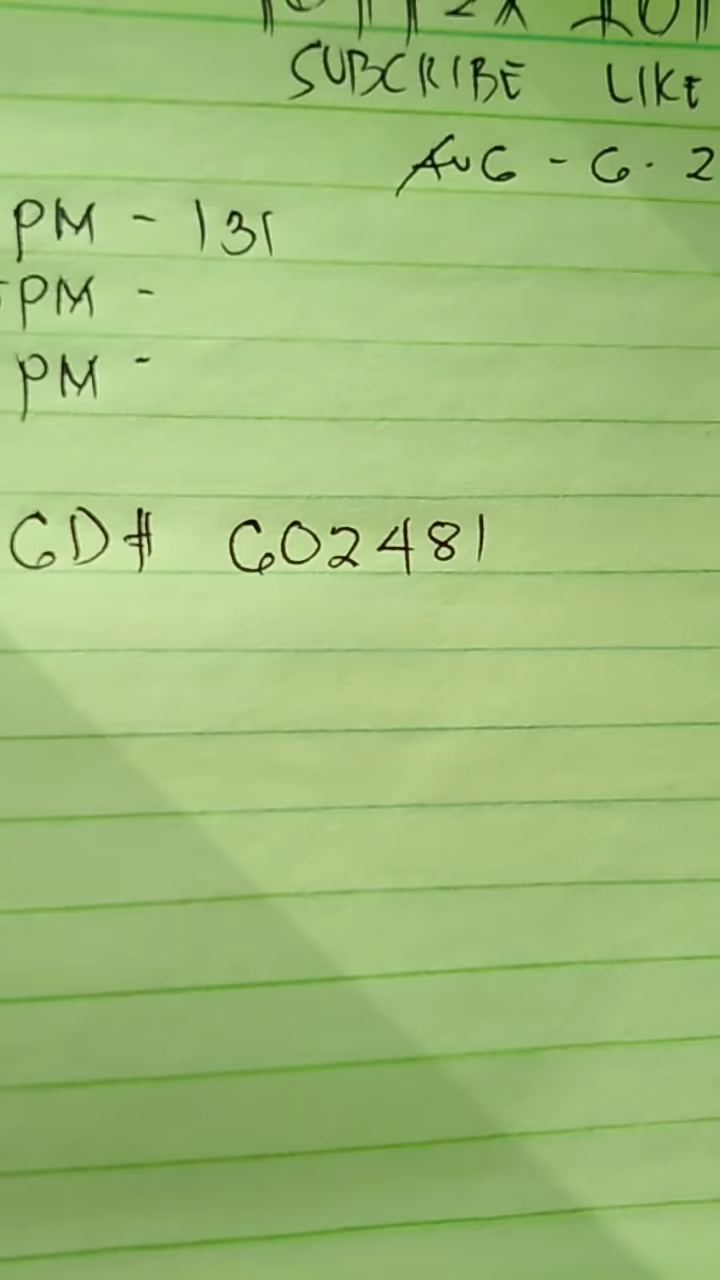 SUBCRIBE LIKE
AUG - 6. 2
PM - 131
PM -
PM -
GD# 602481